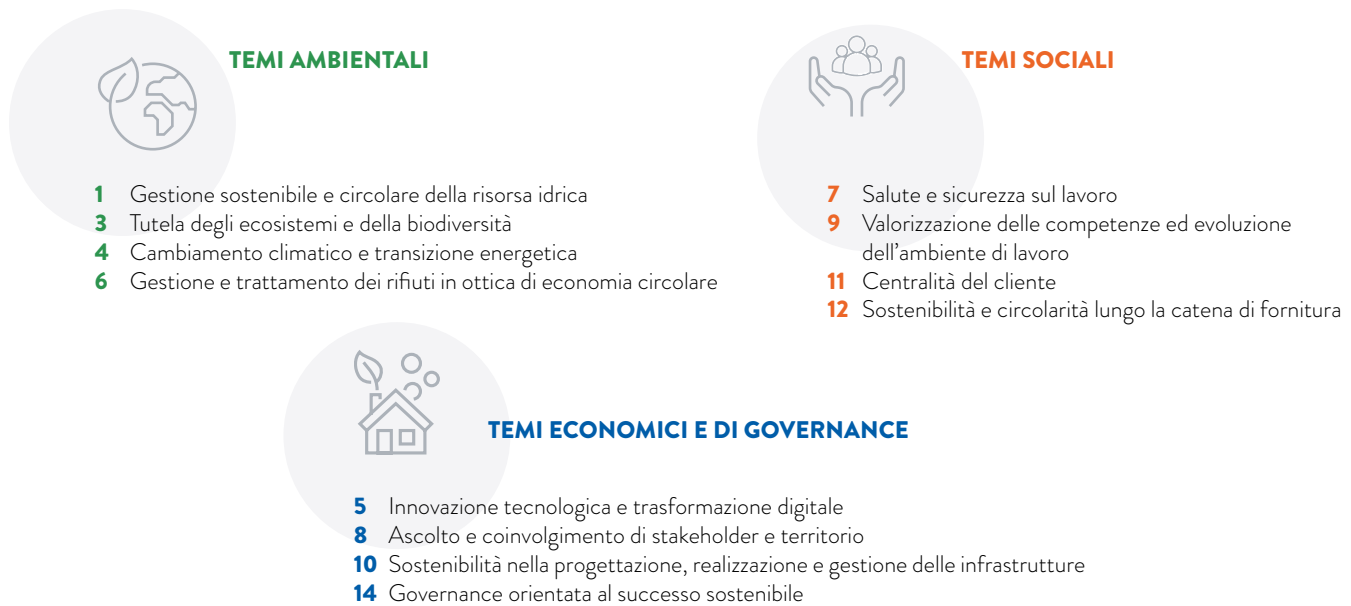 TEMI AMBIENTALI
1 Gestione sostenibile e circolare della risorsa idrica
3 Tutela degli ecosistemi e della biodiversità
4 Cambiamento climatico e transizione energetica
6 Gestione e trattamento dei rifiuti in ottica di economia circolare
TEMI SOCIALI
7 Salute e sicurezza sul lavoro
9 Valorizzazione delle competenze ed evoluzione
dell'ambiente di lavoro
11 Centralità del cliente
12 Sostenibilità e circolarità lungo la catena di fornitura
TEMI ECONOMICI E DI GOVERNANCE
5 Innovazione tecnologica e trasformazione digitale
8 Ascolto e coinvolgimento di stakeholder e territorio
10 Sostenibilità nella progettazione, realizzazione e gestione delle infrastrutture
14 Governance orientata al successo sostenibile